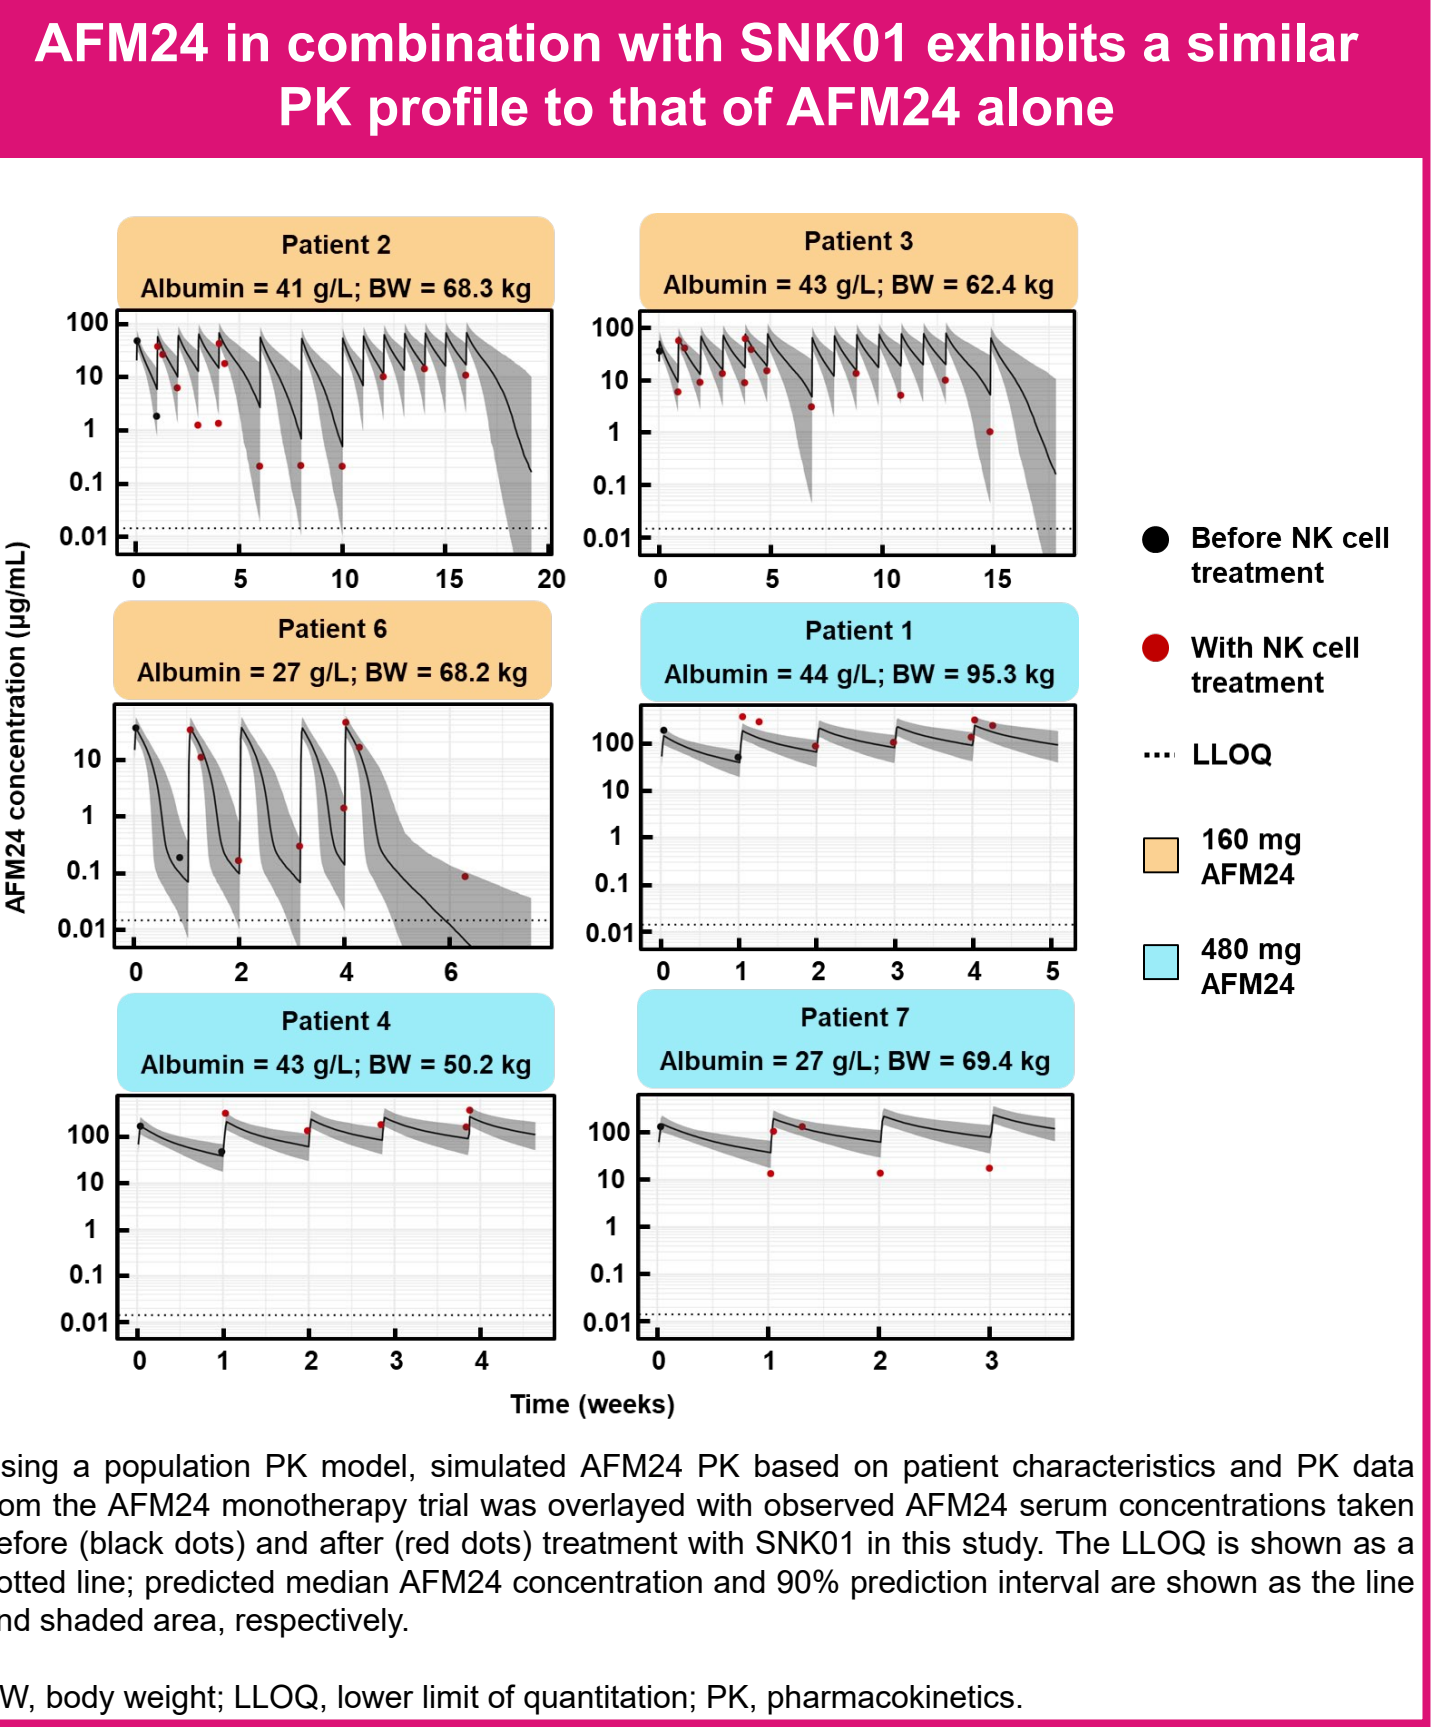 AFM24 in combination with SNK01 exhibits a similar
PK profile to that of AFM24 alone
Patient 2
Albumin = 41 g/L; BW = 68.3 kg
Patient 3
Albumin = 43 g/L; BW = 62.4 kg
100
10
1
0.1
0.01
0 5 10 15 20
100
10
1
0.1
0.01
0 5 10 15
Patient 6
Albumin = 27 g/L; BW = 68.2 kg
Patient 1
Albumin = 44 g/L; BW = 95.3 kg
10
1
0.1
0.01
0 2 4 6
100
10
1
0.1
0.01
0 1 2 3 4 5
Patient 4
Albumin = 43 g/L; BW = 50.2 kg
Patient 7
Albumin = 27 g/L; BW = 69.4 kg
100
10
1
0.1
0.01
0 1 2 3 4
100
10
1
0.1
0.01
0 1 2 3
AFM24 concentration (µg/mL)
Time (weeks)
Before NK cell
treatment
With NK cell
treatment
LLOQ
160 mg
AFM24
480 mg
AFM24
sing a population PK model, simulated AFM24 PK based on patient characteristics and PK data
om the AFM24 monotherapy trial was overlayed with observed AFM24 serum concentrations taken
efore (black dots) and after (red dots) treatment with SNK01 in this study. The LLOQ is shown as a
otted line; predicted median AFM24 concentration and 90% prediction interval are shown as the line
nd shaded area, respectively.
W, body weight; LLOQ, lower limit of quantitation; PK, pharmacokinetics.